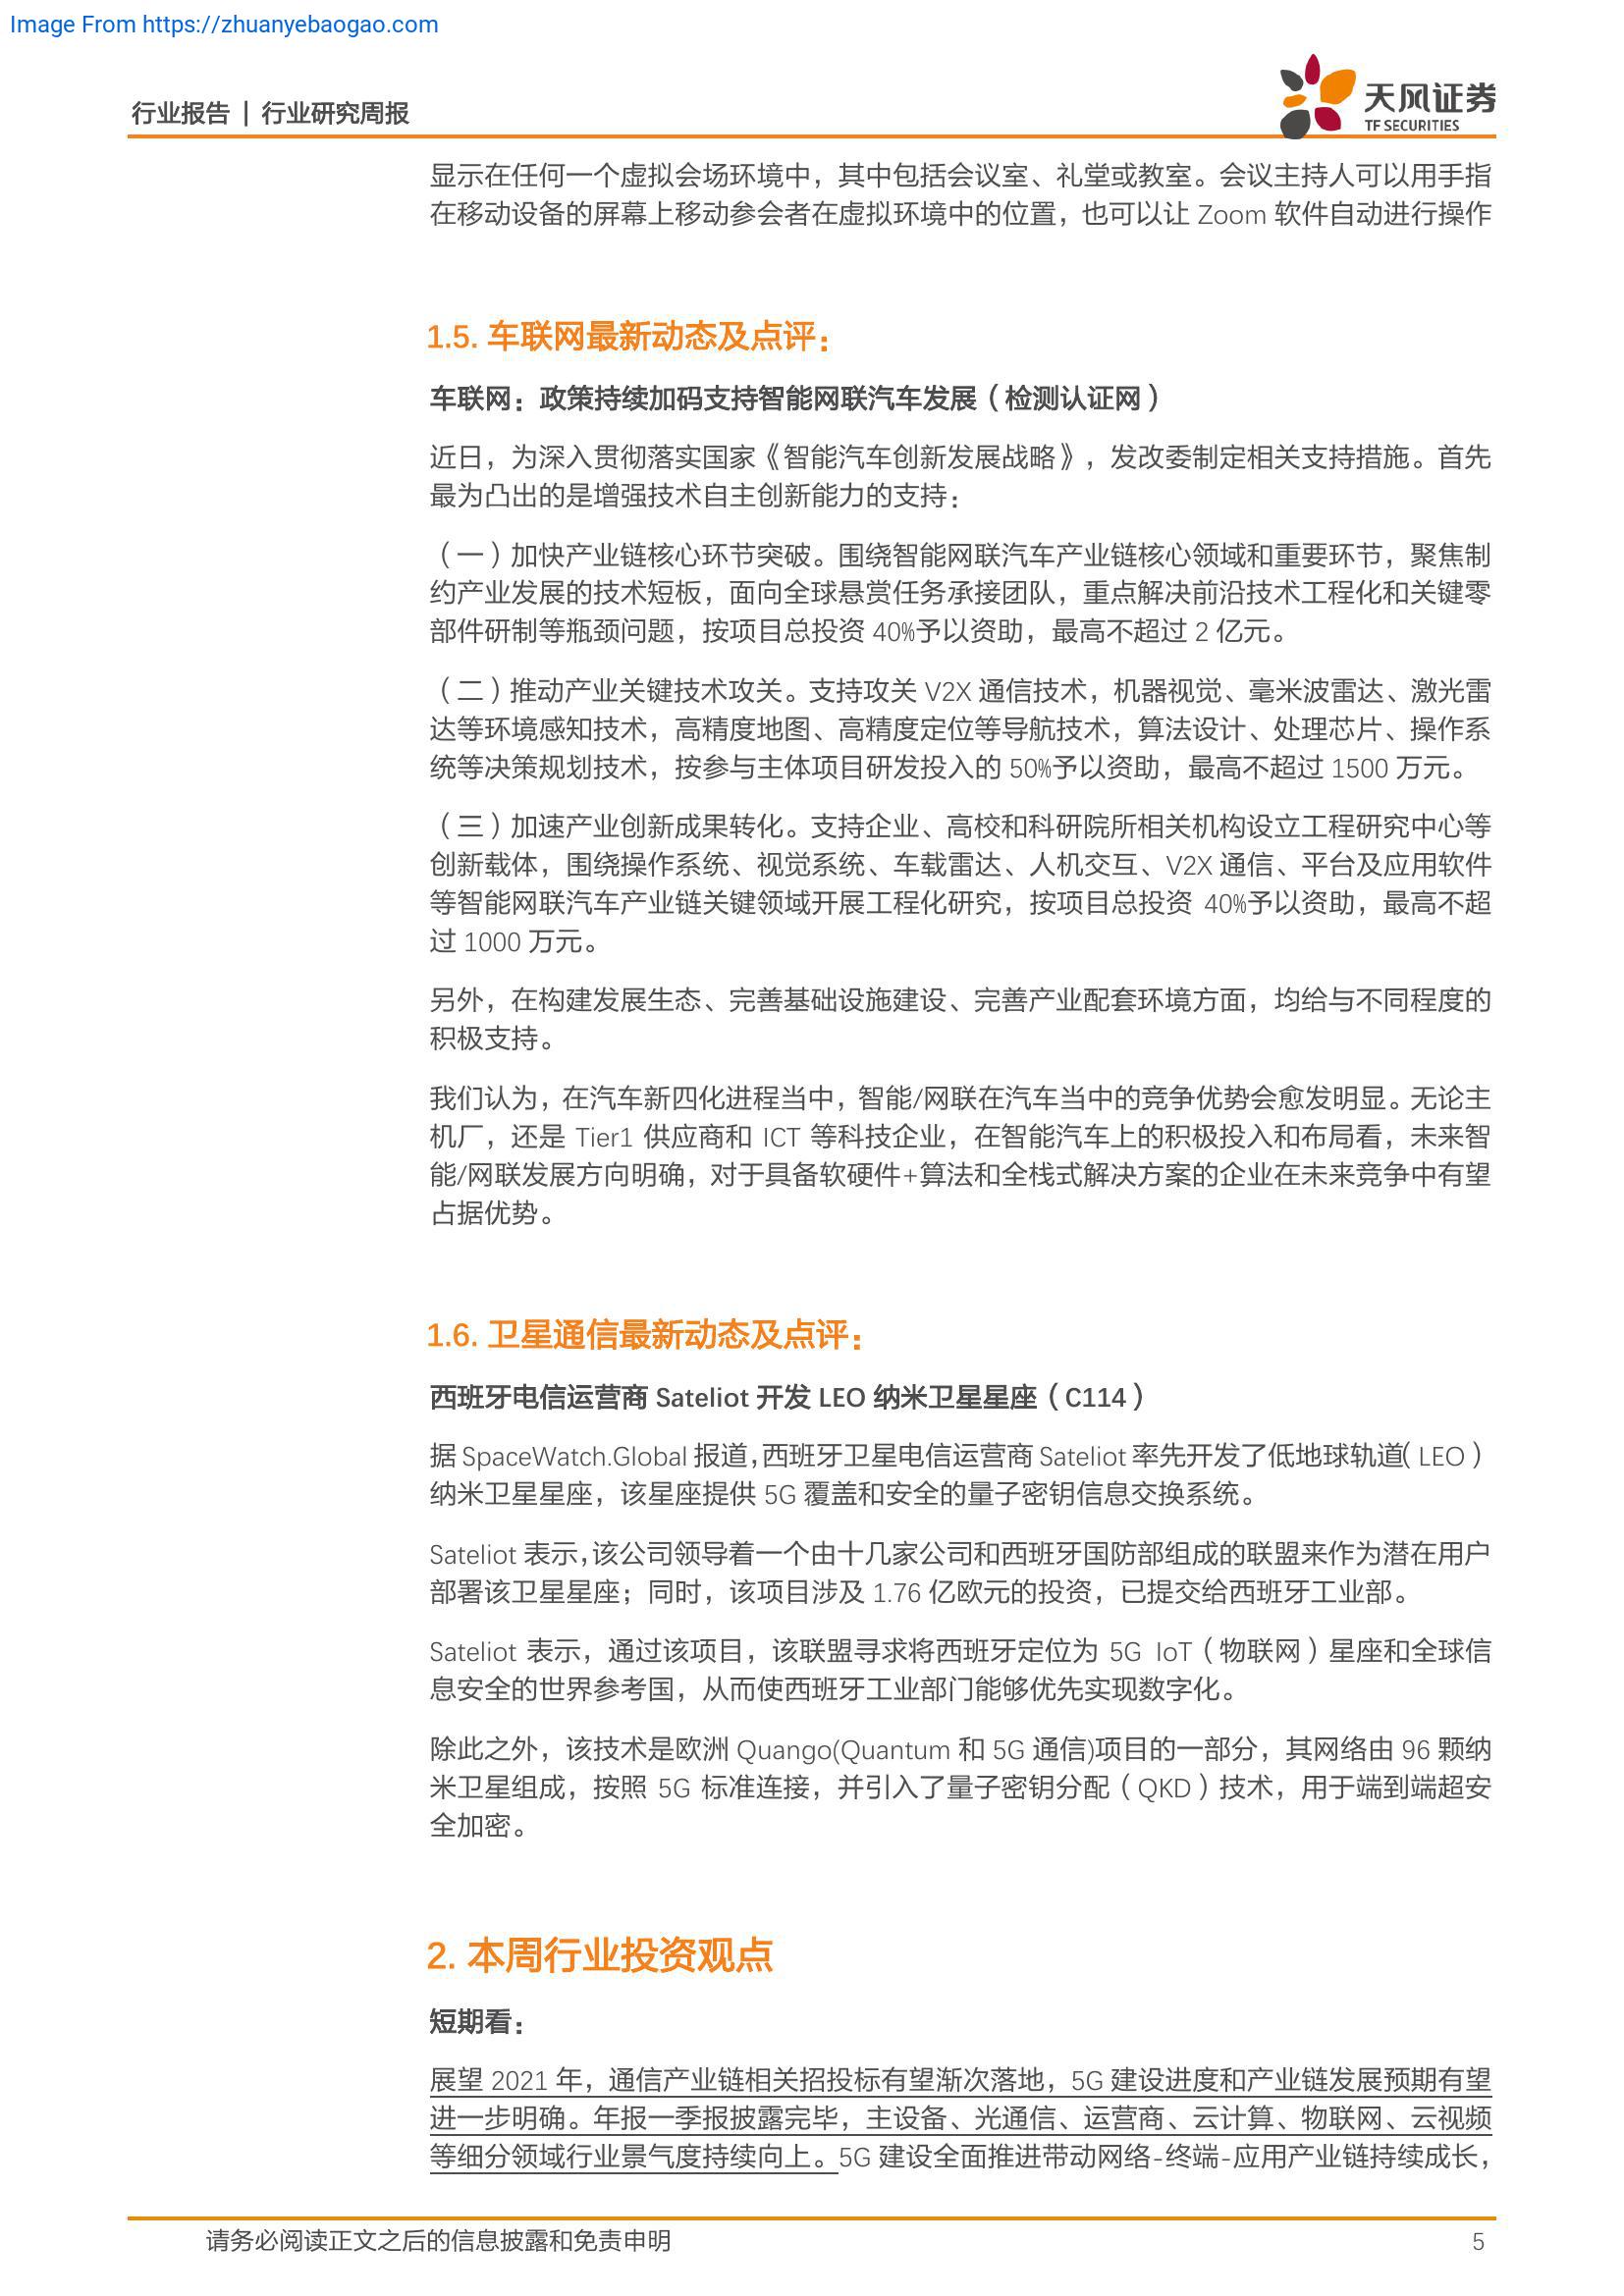 Image From https://zhuanyebaogao.com
行业报告 | 行业研究周报
天风证券
TF SECURITIES
显示在任何一个虚拟会场环境中，其中包括会议室、礼堂或教室。会议主持人可以用手指
在移动设备的屏幕上移动参会者在虚拟环境中的位置，也可以让 Zoom 软件自动进行操作
1.5. 车联网最新动态及点评：
车联网：政策持续加码支持智能网联汽车发展（检测认证网）
近日，为深入贯彻落实国家《智能汽车创新发展战略》，发改委制定相关支持措施。首先
最为凸出的是增强技术自主创新能力的支持：
（一）加快产业链核心环节突破。围绕智能网联汽车产业链核心领域和重要环节，聚焦制
约产业发展的技术短板，面向全球悬赏任务承接团队，重点解决前沿技术工程化和关键零
部件研制等瓶颈问题，按项目总投资 40%予以资助，最高不超过 2 亿元。
（二）推动产业关键技术攻关。支持攻关 V2X 通信技术，机器视觉、毫米波雷达、激光雷
达等环境感知技术，高精度地图、高精度定位等导航技术，算法设计、处理芯片、操作系
统等决策规划技术，按参与主体项目研发投入的 50%予以资助，最高不超过 1500 万元。
（三）加速产业创新成果转化。支持企业、高校和科研院所相关机构设立工程研究中心等
创新载体，围绕操作系统、视觉系统、车载雷达、人机交互、V2X 通信、平台及应用软件
等智能网联汽车产业链关键领域开展工程化研究，按项目总投资 40%予以资助，最高不超
过 1000 万元。
另外，在构建发展生态、完善基础设施建设、完善产业配套环境方面，均给与不同程度的
积极支持。
我们认为，在汽车新四化进程当中，智能/网联在汽车当中的竞争优势会愈发明显。无论主
机厂，还是 Tier1 供应商和 ICT 等科技企业，在智能汽车上的积极投入和布局看，未来智
能/网联发展方向明确，对于具备软硬件+算法和全栈式解决方案的企业在未来竞争中有望
占据优势。
1.6. 卫星通信最新动态及点评：
西班牙电信运营商 Sateliot 开发 LEO 纳米卫星星座（C114）
据 SpaceWatch.Global 报道，西班牙卫星电信运营商 Sateliot 率先开发了低地球轨道（LEO）
纳米卫星星座，该星座提供 5G 覆盖和安全的量子密钥信息交换系统。
Sateliot 表示，该公司领导着一个由十几家公司和西班牙国防部组成的联盟来作为潜在用户
部署该卫星星座；同时，该项目涉及 1.76 亿欧元的投资，已提交给西班牙工业部。
Sateliot 表示，通过该项目，该联盟寻求将西班牙定位为 5G IoT（物联网）星座和全球信
息安全的世界参考国，从而使西班牙工业部门能够优先实现数字化。
除此之外，该技术是欧洲 Quango(Quantum 和 5G 通信)项目的一部分，其网络由 96 颗纳
米卫星组成，按照 5G 标准连接，并引入了量子密钥分配（QKD）技术，用于端到端超安
全加密。
2. 本周行业投资观点
短期看：
展望 2021 年，通信产业链相关招投标有望渐次落地，5G 建设进度和产业链发展预期有望
进一步明确。年报一季报披露完毕，主设备、光通信、运营商、云计算、物联网、云视频
等细分领域行业景气度持续向上。5G 建设全面推进带动网络-终端-应用产业链持续成长，
请务必阅读正文之后的信息披露和免责申明
5